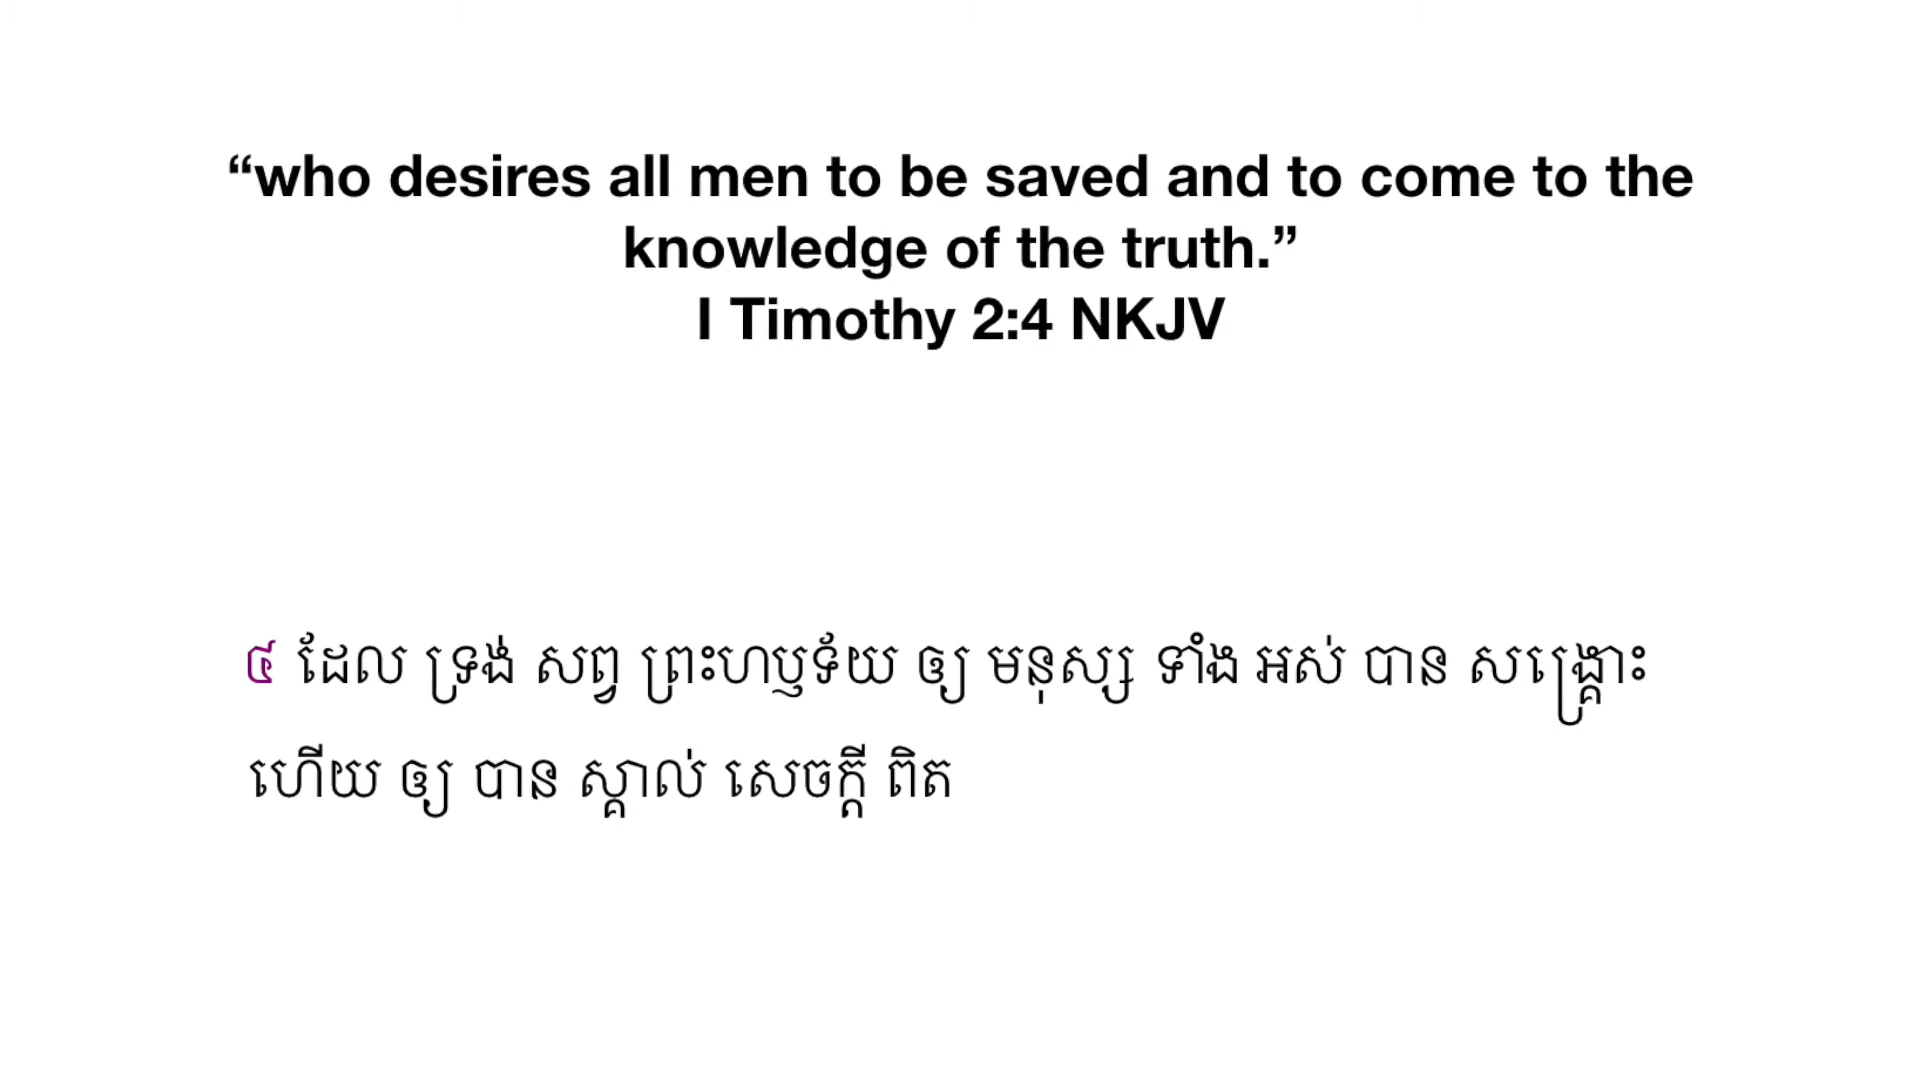 “who desires all men to be saved and to come to the
knowledge of the truth.”
I Timothy 2:4 NKJV
៤ ដែល ទ្រង់ សព្វ ព្រះហឫទ័យ ឲ្យ មនុស្ស ទាំង អស់ បាន សង្គ្រោះ
ហើយ ឲ្យ បាន ស្គាល់ សេចក្តី ពិត